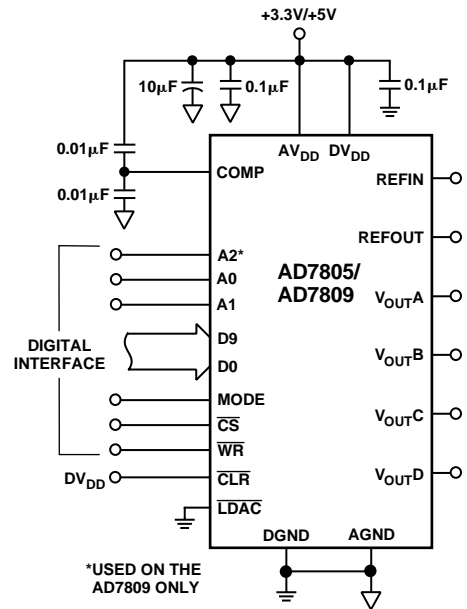 +3.3V/+5V
10μF
0.1μF
0.1μF
0.01μF
0.01μF
AVDD
DVDD
COMP
REFIN
REFOUT
A2*
A0
A1
AD7805/
AD7809
VOUTA
DIGITAL
INTERFACE
D9
D0
VOUTB
MODE
CS
VOUTC
WR
DVDD
CLR
VOUTD
LDAC
DGND
AGND
*USED ON THE
AD7809 ONLY